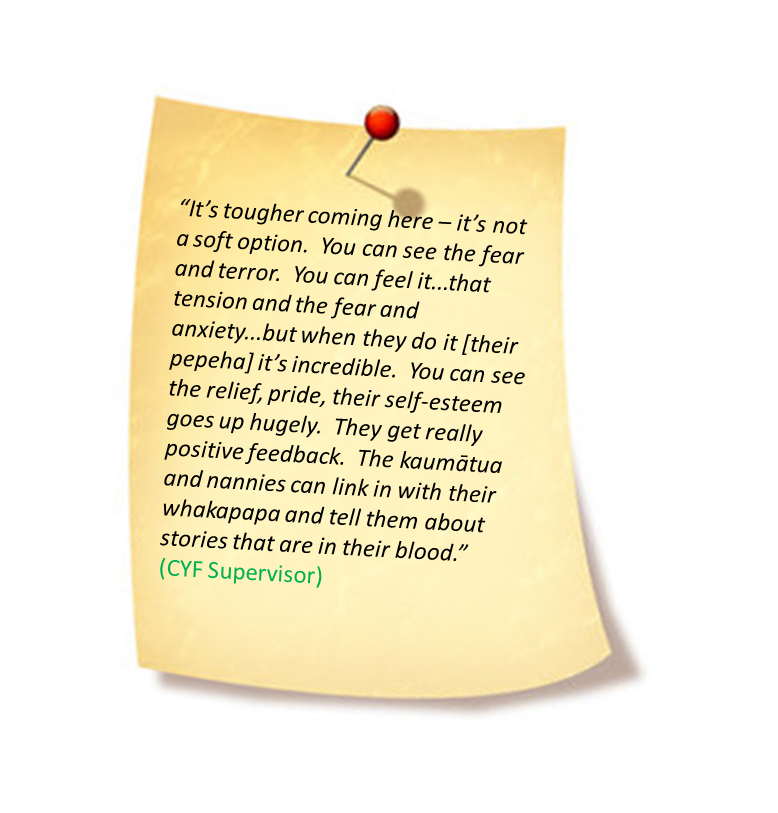 “It’s tougher coming here – it’s not
a soft option.  You can see the fear
and terror.  You can feel it...that
tension and the fear and
anxiety...but when they do it [their
pepeha] it’s incredible.  You can see
the relief, pride, their self-esteem
goes up hugely.  They get really
positive feedback.  The kaumātua
and nannies can link in with their
whakapapa and tell them about
stories that are in their blood.”
(CYF Supervisor)